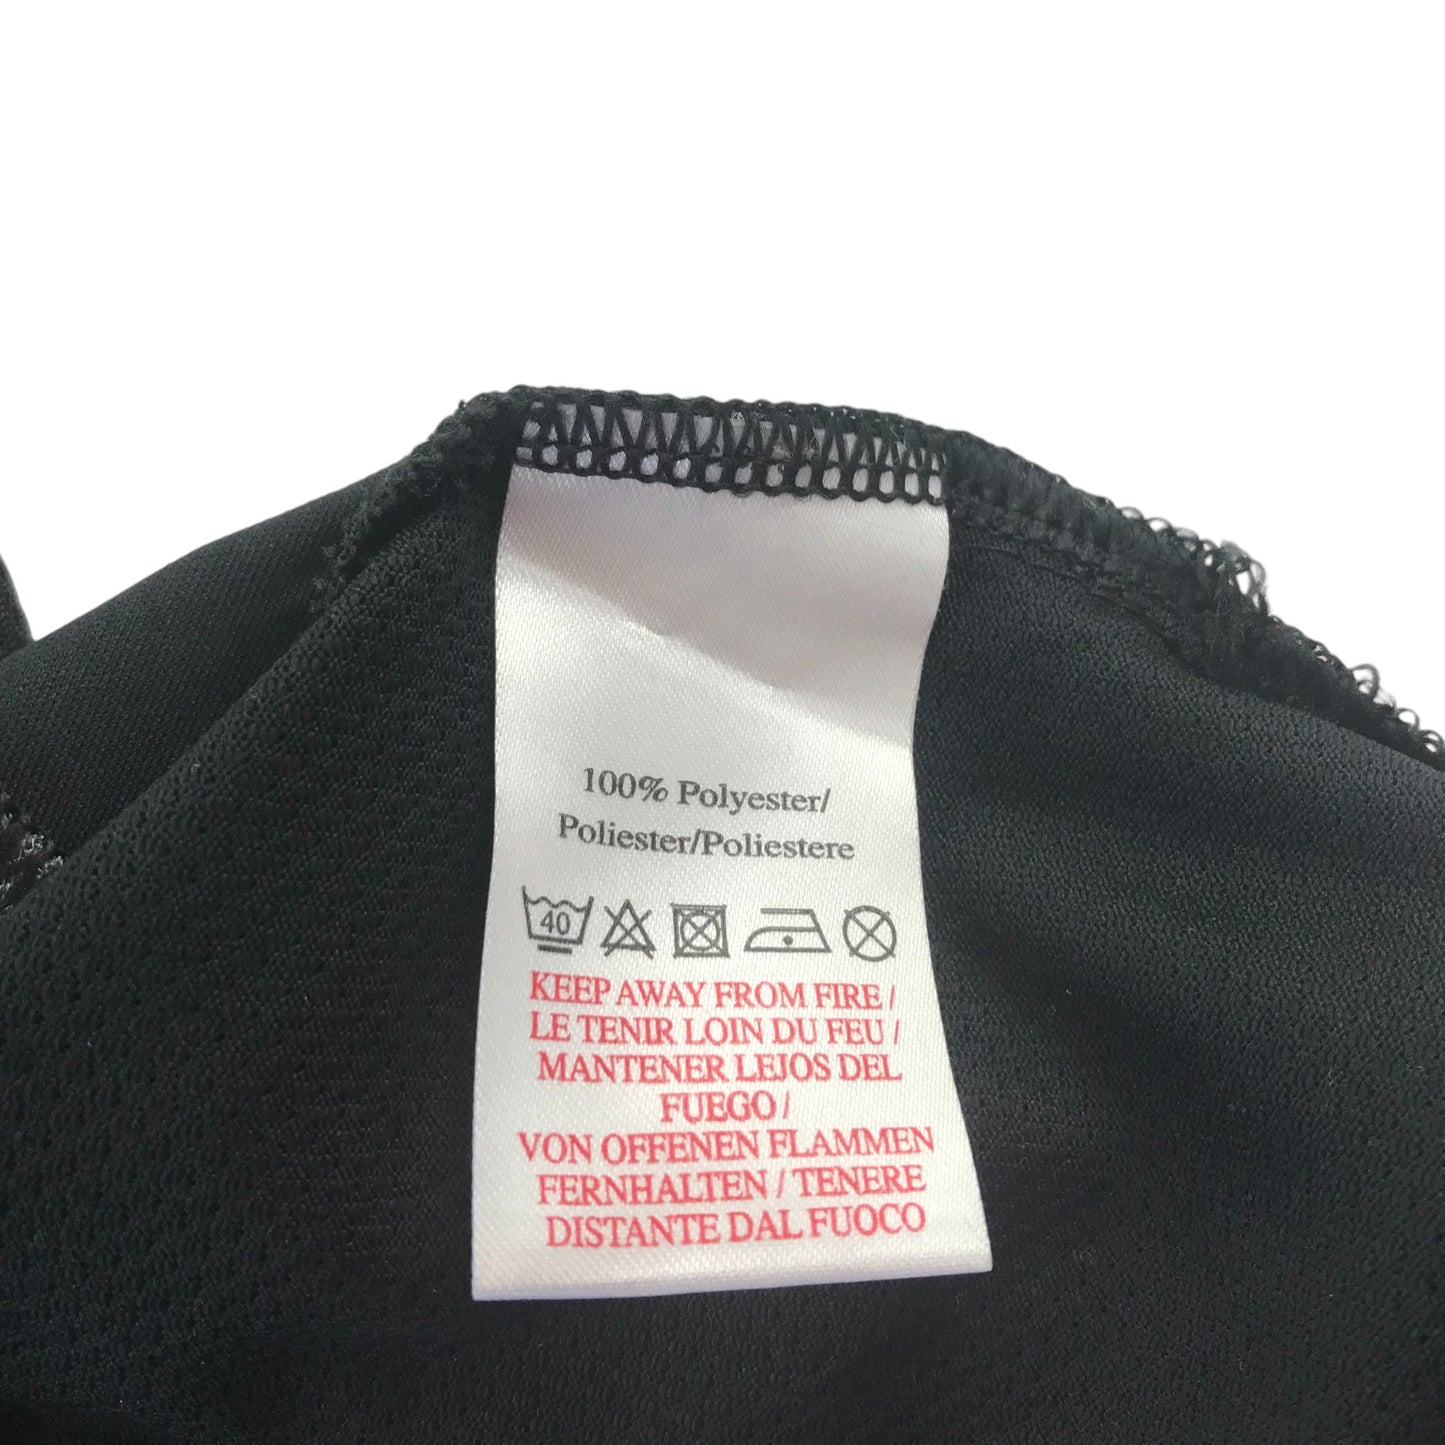 100% Polyester/
Poliester/Poliestere
40
KEEP AWAY FROM FIRE /
LE TENIR LOIN DU FEU /
MANTENER LEJOS DEL
FUEGO /
VON OFFENEN FLAMMEN
FERNHALTEN / TENERE
DISTANTE DAL FUOCO